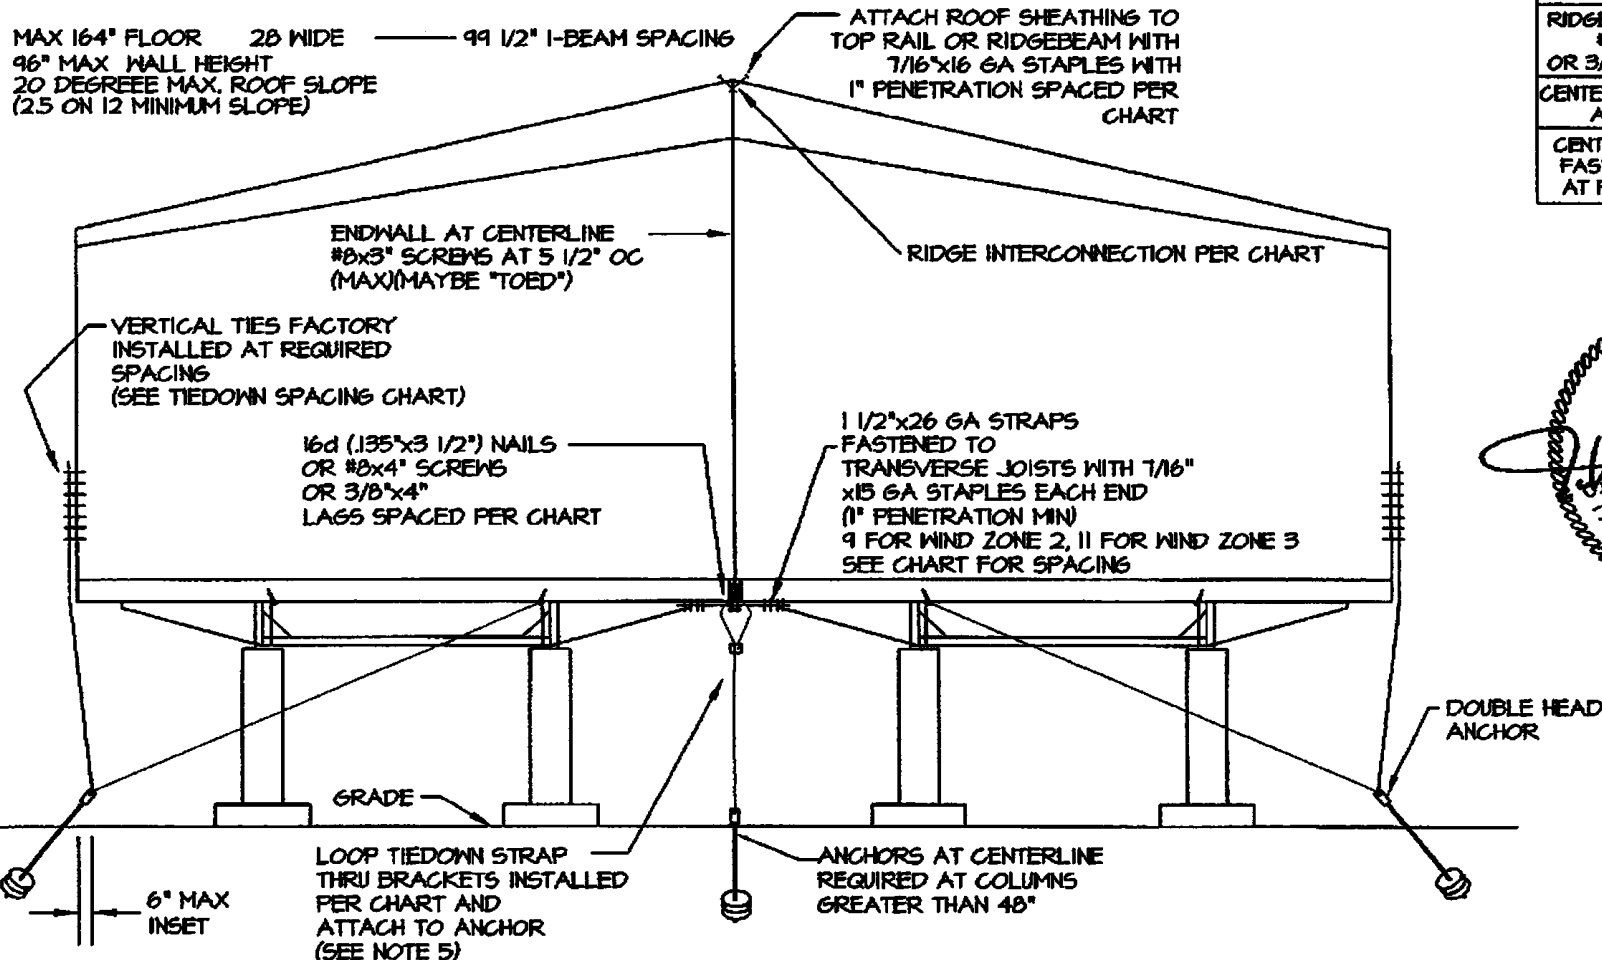 MAX 164" FLOOR 28 WIDE 99 1/2" I-BEAM SPACING
96" MAX WALL HEIGHT
20 DEGREEE MAX. ROOF SLOPE
(2.5 ON 12 MINIMUM SLOPE)
ATTACH ROOF SHEATHING TO
TOP RAIL OR RIDGEBEAM WITH
7/16"x16 GA STAPLES WITH
1" PENETRATION SPACED PER
CHART
RIDGE
OR 3/
CENTE
A
CENT
FAS
AT F
ENDWALL AT CENTERLINE
#8x3" SCREWS AT 5 1/2" OC
(MAX)(MAYBE "TOED")
RIDGE INTERCONNECTION PER CHART
VERTICAL TIES FACTORY
INSTALLED AT REQUIRED
SPACING
(SEE TIEDOWN SPACING CHART)
16d (.135"x3 1/2") NAILS
OR #8x4" SCREWS
OR 3/8"x4"
LAGS SPACED PER CHART
1 1/2"x26 GA STRAPS
FASTENED TO
TRANSVERSE JOISTS WITH 7/16"
x15 GA STAPLES EACH END
(1" PENETRATION MIN)
9 FOR WIND ZONE 2, 11 FOR WIND ZONE 3
SEE CHART FOR SPACING
DOUBLE HEAD
ANCHOR
GRADE
LOOP TIEDOWN STRAP
THRU BRACKETS INSTALLED
PER CHART AND
ATTACH TO ANCHOR
(SEE NOTE 5)
ANCHORS AT CENTERLINE
REQUIRED AT COLUMNS
GREATER THAN 48"
6" MAX
INSET